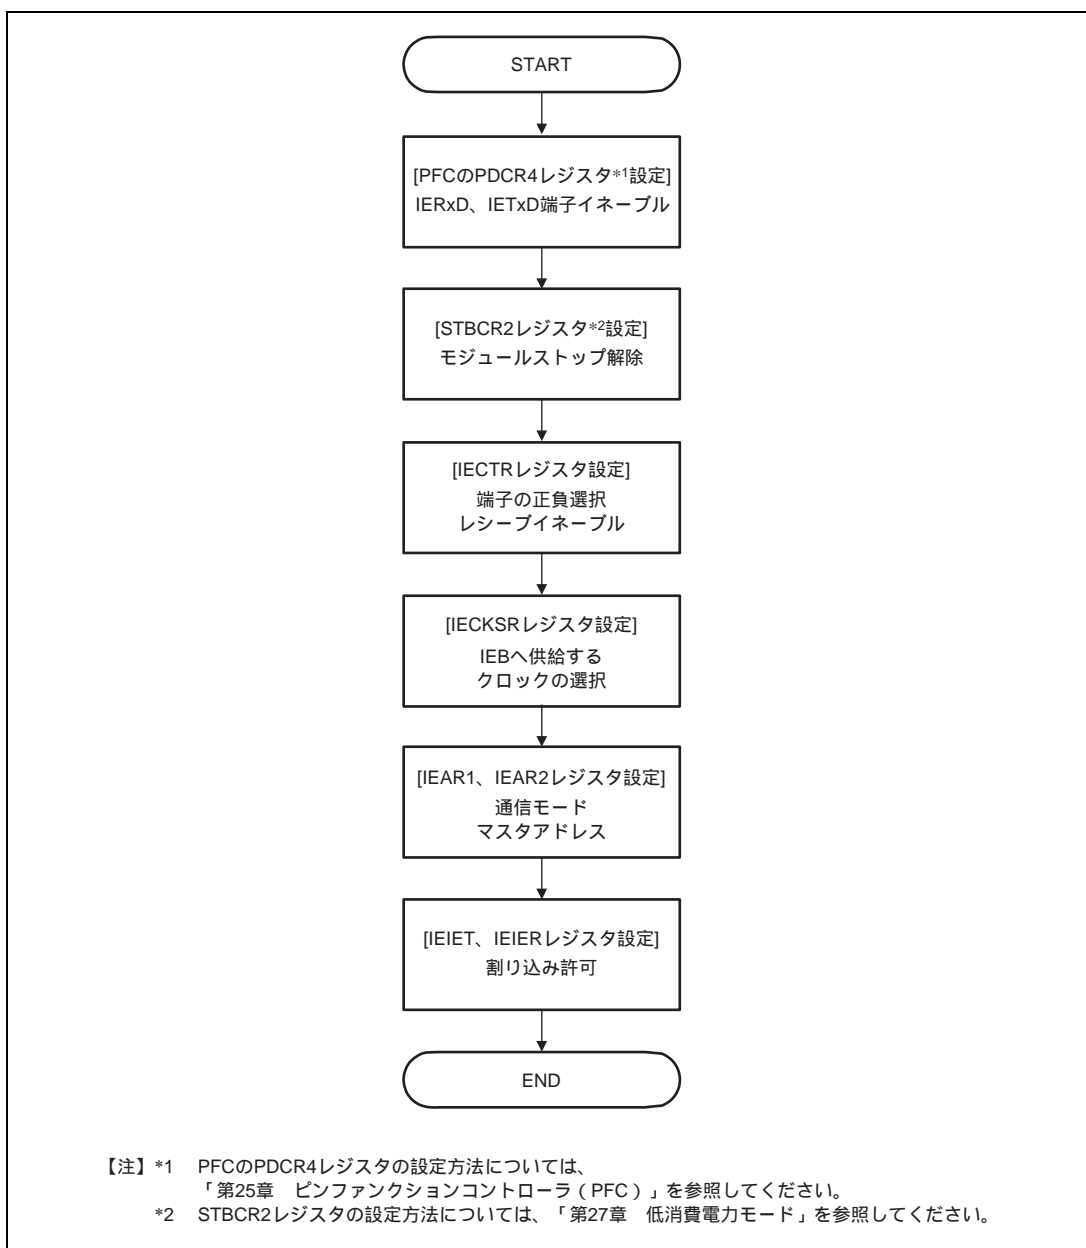 START
[PFCのPDCR4レジスタ*1設定]
IERxD、IETxD端子イネーブル
[STBCR2レジスタ*2設定]
モジュールストップ解除
[IECTRレジスタ設定]
端子の正負選択
レシーブイネーブル
[IECKSRレジスタ設定]
IEBへ供給する
クロックの選択
[IEAR1、IEAR2レジスタ設定]
通信モード
マスタアドレス
[IEIET、IEIERレジスタ設定]
割り込み許可
END
【注】*1 PFCのPDCR4レジスタの設定方法については、
「第25章 ピンファンクションコントローラ（PFC）」を参照してください。
*2 STBCR2レジスタの設定方法については、「第27章 低消費電力モード」を参照してください。